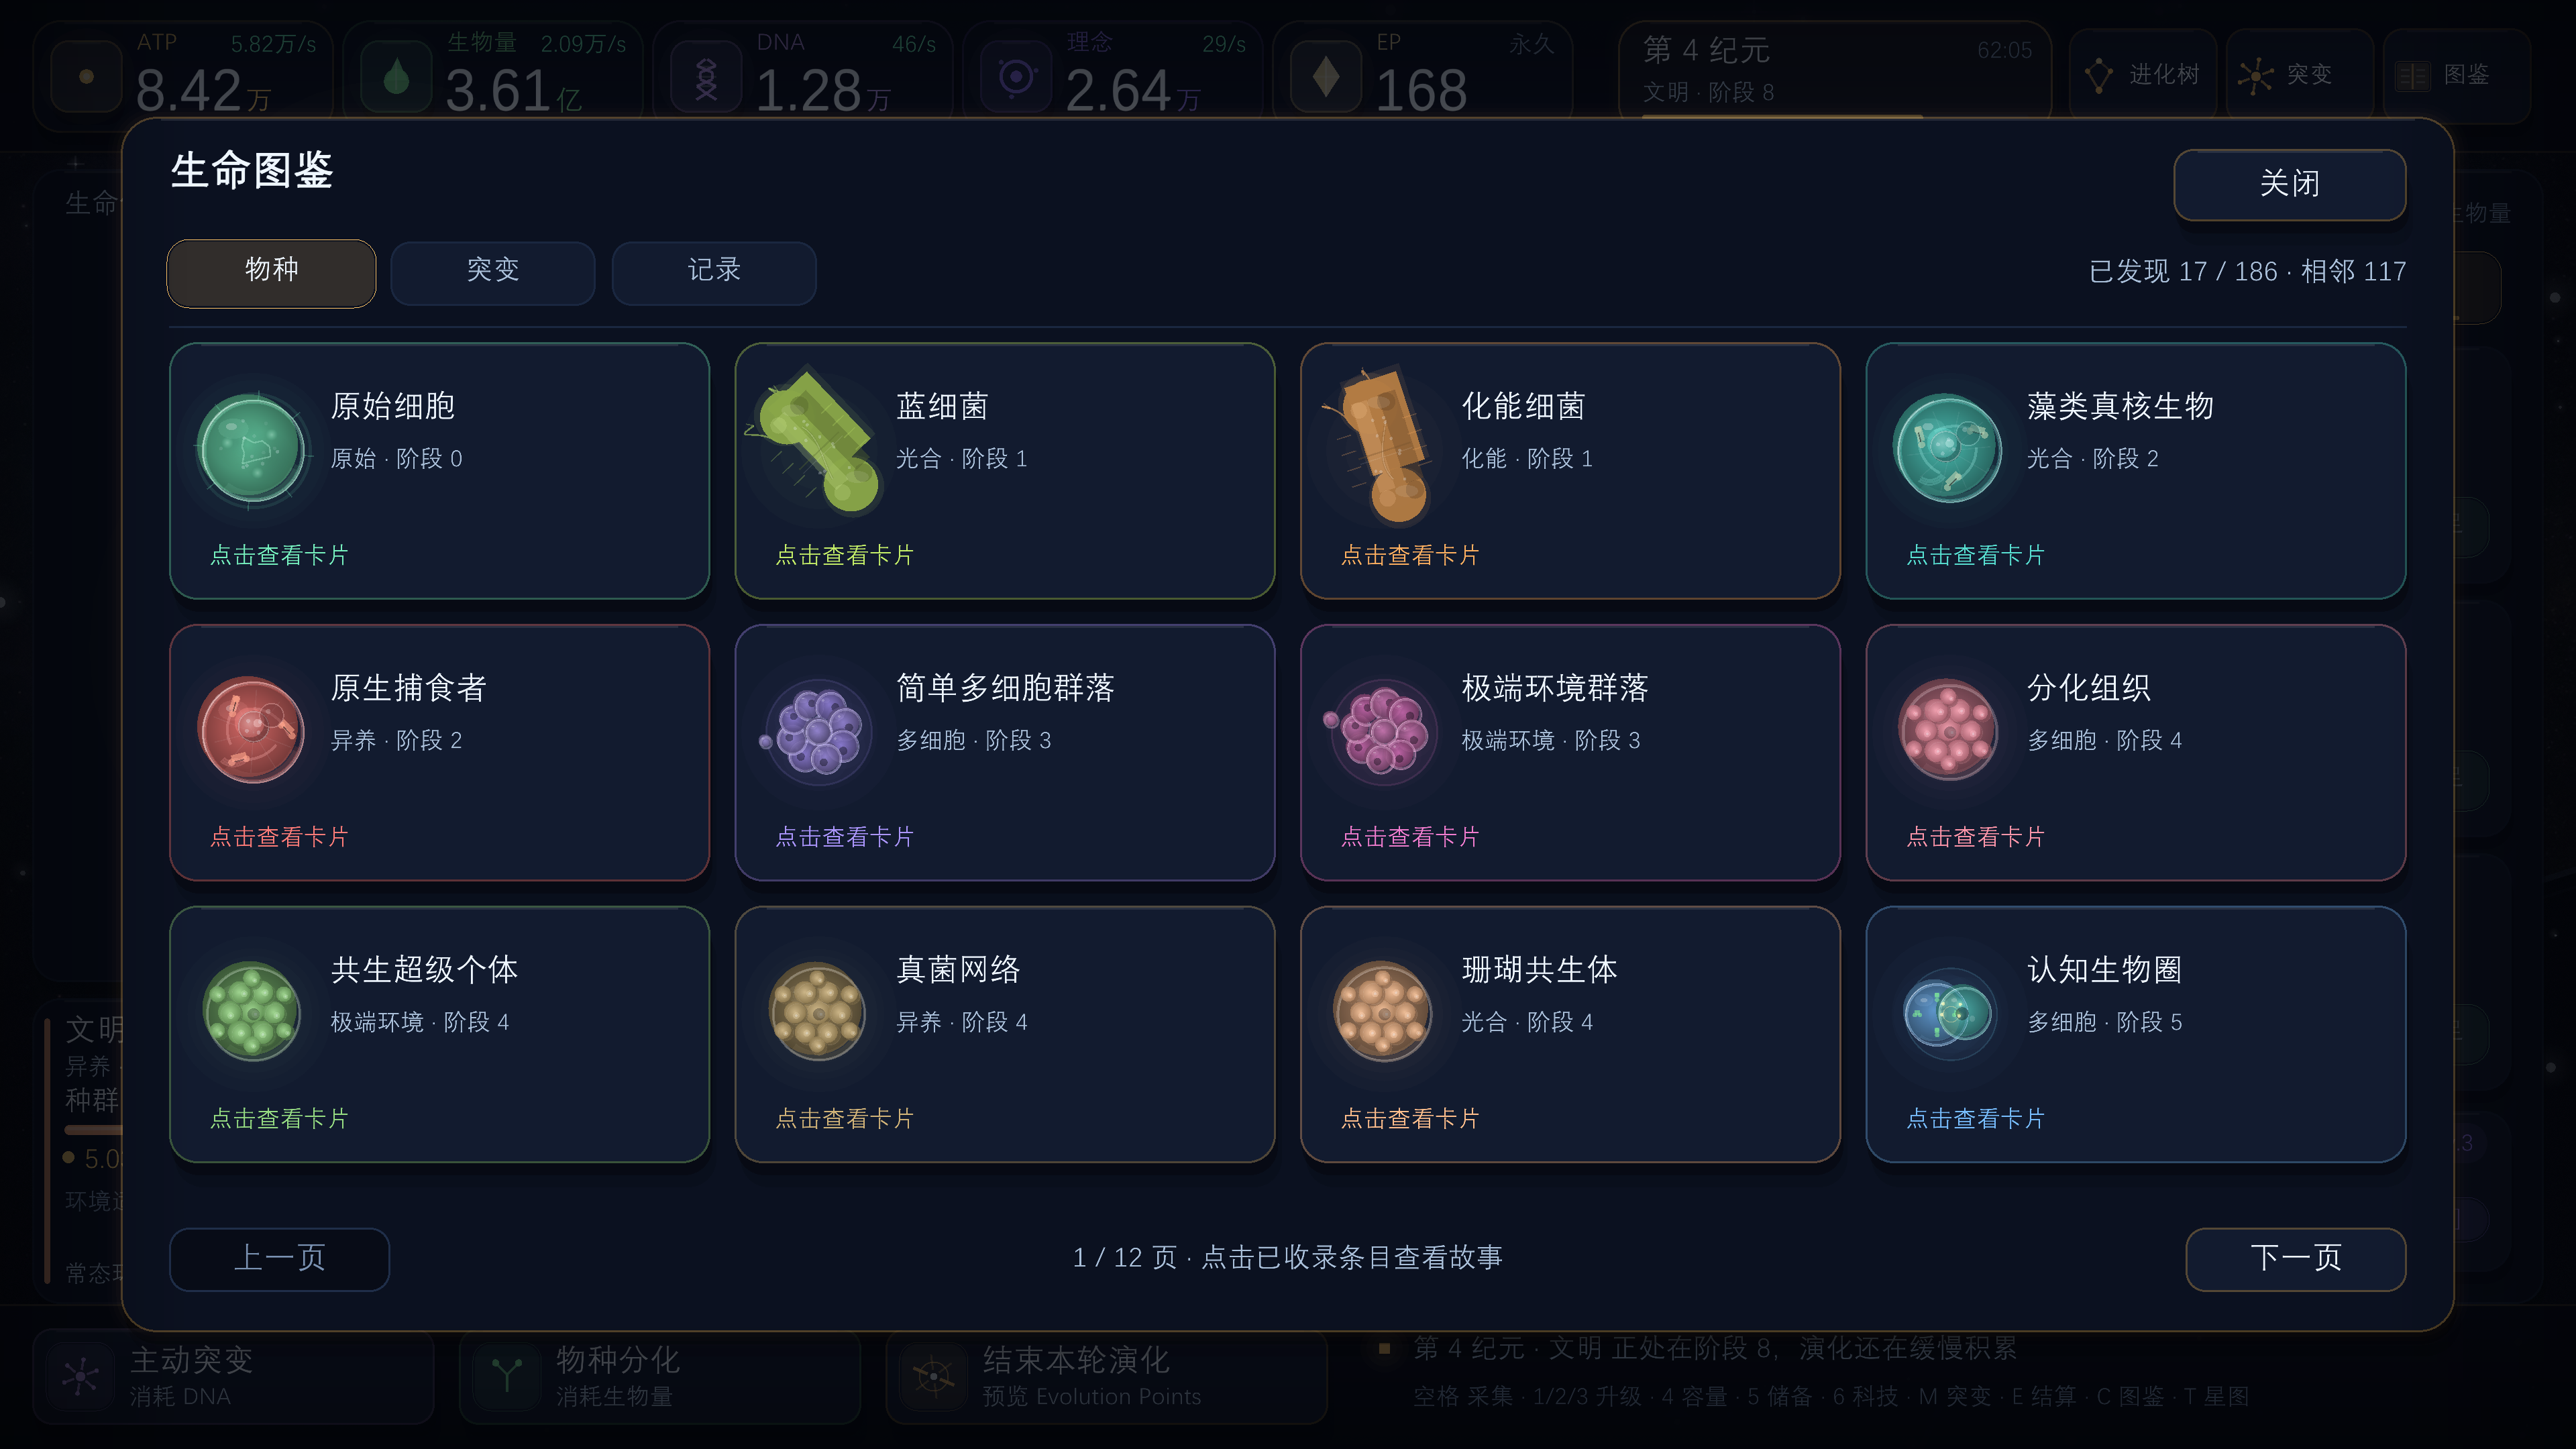 ATP 5.82万/s
8.42万
生物量 2.09万/s
3.61亿
DNA 46/s
1.28万
理念 29/s
2.64万
EP 永久
168
第 4 纪元 62:05
文明 · 阶段 8
进化树
突变
图鉴
生命图鉴
关闭
物种
突变
记录
已发现 17 / 186 · 相邻 117
原始细胞
原始 · 阶段 0
点击查看卡片
蓝细菌
光合 · 阶段 1
点击查看卡片
化能细菌
化能 · 阶段 1
点击查看卡片
藻类真核生物
光合 · 阶段 2
点击查看卡片
原生捕食者
异养 · 阶段 2
点击查看卡片
简单多细胞群落
多细胞 · 阶段 3
点击查看卡片
极端环境群落
极端环境 · 阶段 3
点击查看卡片
分化组织
多细胞 · 阶段 4
点击查看卡片
共生超级个体
极端环境 · 阶段 4
点击查看卡片
真菌网络
异养 · 阶段 4
点击查看卡片
珊瑚共生体
光合 · 阶段 4
点击查看卡片
认知生物圈
多细胞 · 阶段 5
点击查看卡片
上一页
1 / 12 页 · 点击已收录条目查看故事
下一页
生命
物量
文明
异养
种群
5.0
环境
常态
主动突变
消耗 DNA
物种分化
消耗生物量
结束本轮演化
预览 Evolution Points
第 4 纪元 · 文明 正处在阶段 8，演化还在缓慢积累
空格 采集 · 1/2/3 升级 · 4 容量 · 5 储备 · 6 科技 · M 突变 · E 结算 · C 图鉴 · T 星图